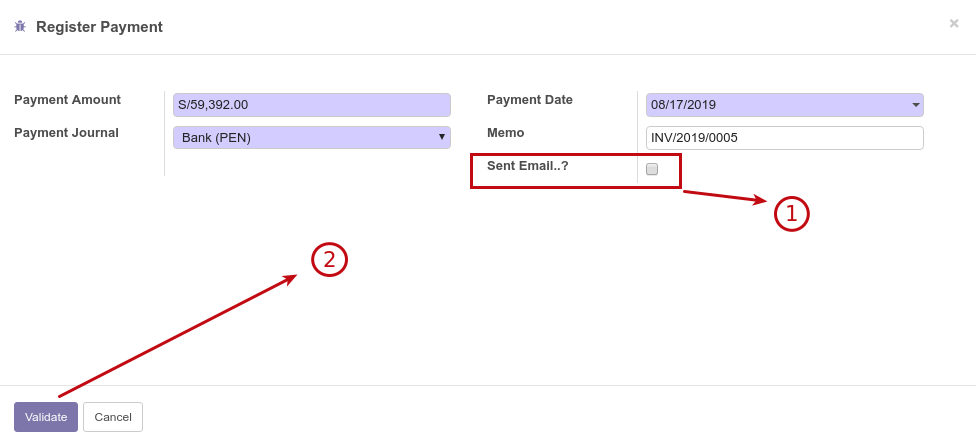 Register Payment ×
Payment Amount S/59,392.00 Payment Date 08/17/2019
Payment Journal Bank (PEN) Memo INV/2019/0005
Sent Email..?
1
2
Validate Cancel